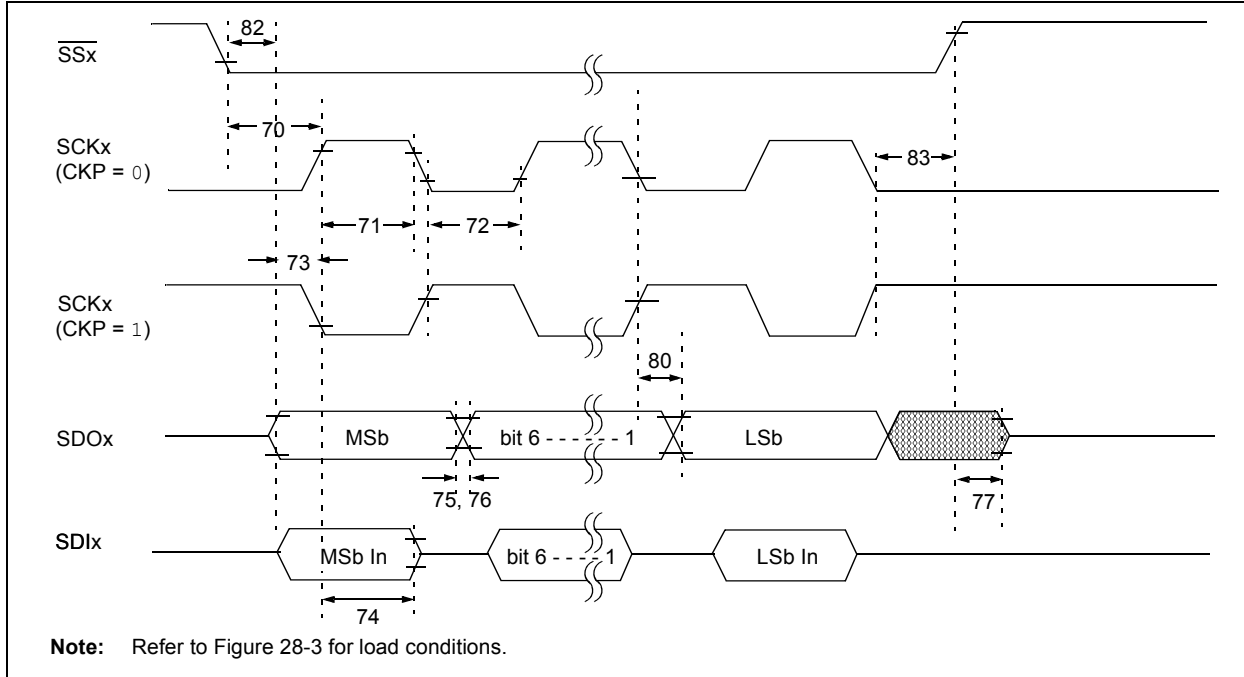 82
SSx
70
SCKx
(CKP = 0)
83
71
72
73
SCKx
(CKP = 1)
80
SDOx
MSb
bit 6 - - - - - - 1
LSb
75, 76
77
SDIx
MSb In
bit 6 - - - - - 1
LSb In
74
Note: Refer to Figure 28-3 for load conditions.